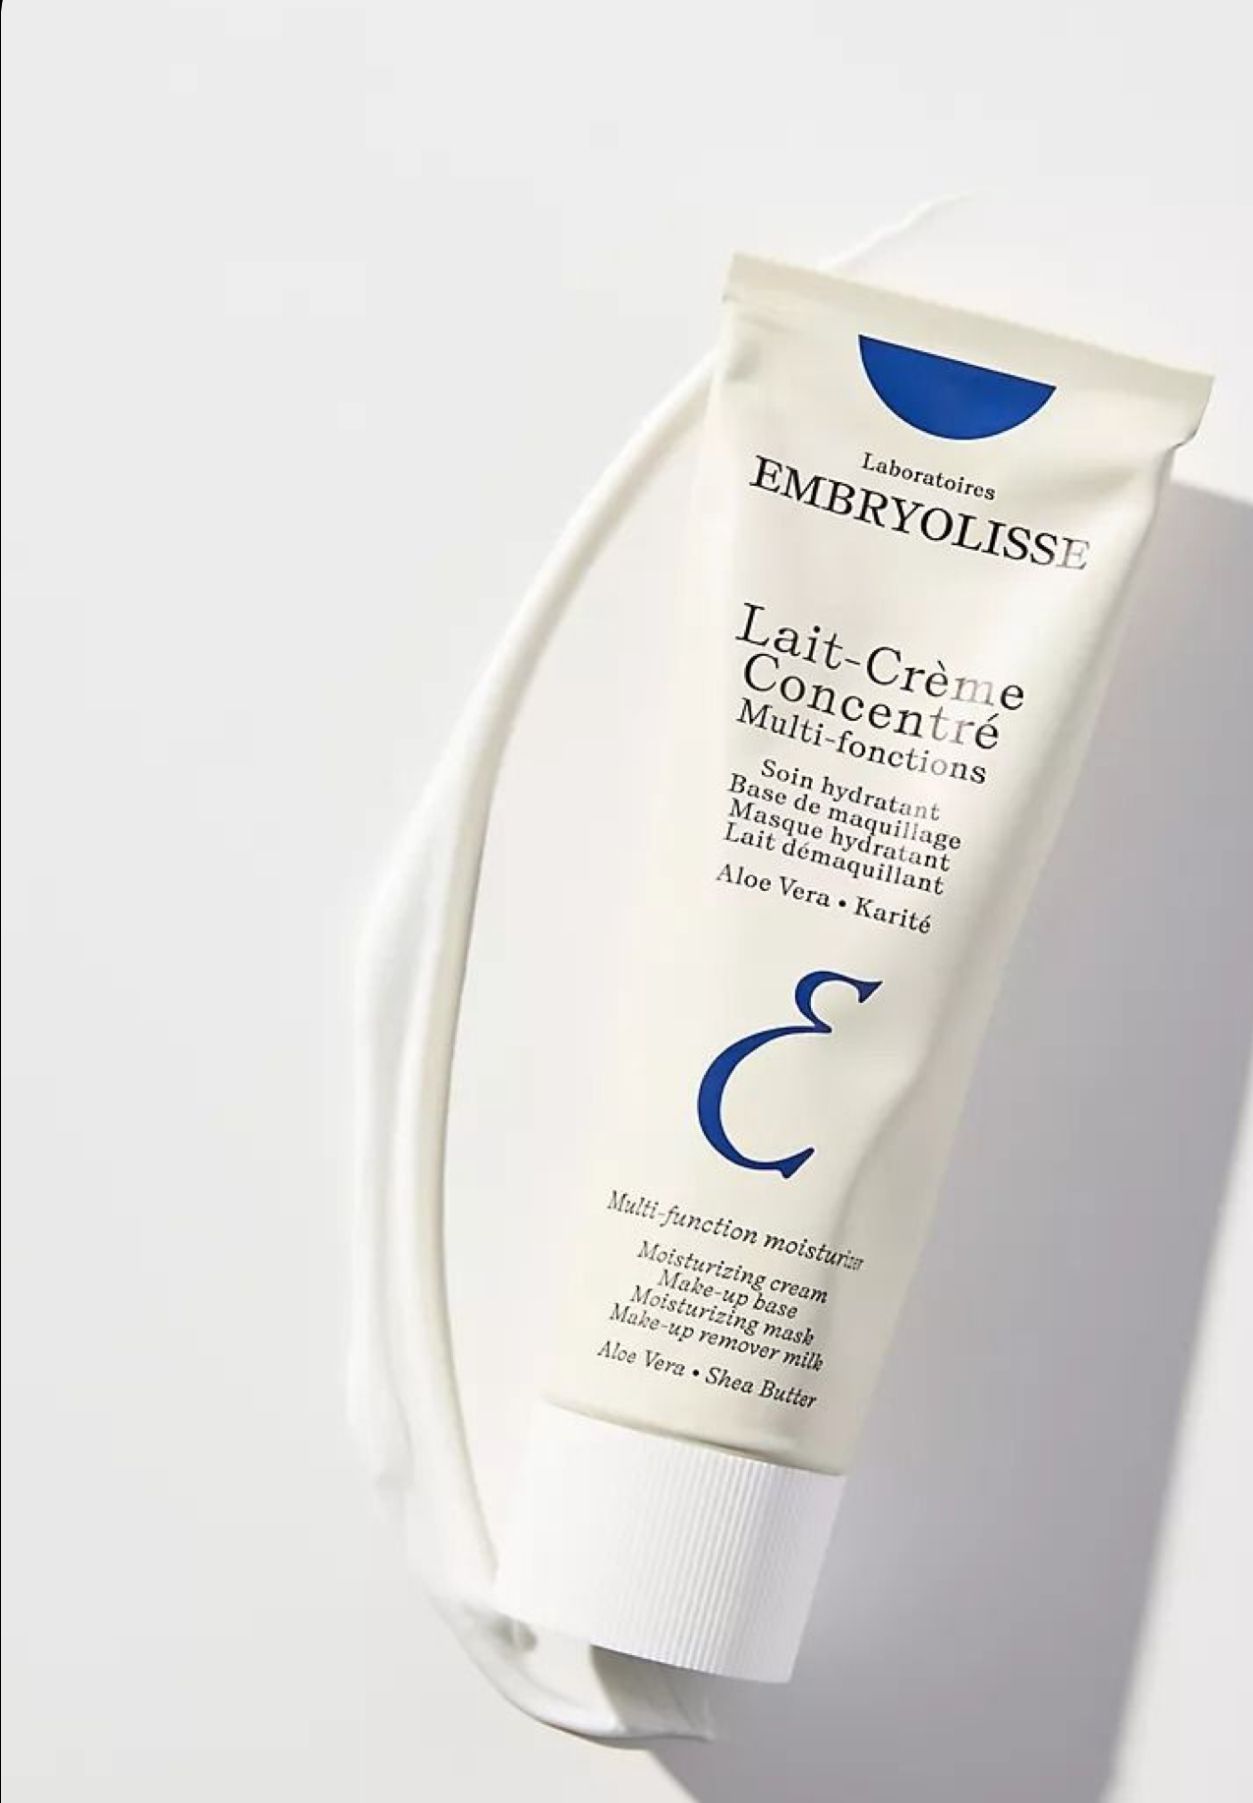 Laboratoires
EMBRYOLISSE
Lait-Crème
Concentré
Multi-fonctions
Soin hydratant
Base de maquillage
Masque hydratant
Lait démaquillant
Aloe Vera • Karité
E
Multi-function moisturizer
Moisturizing cream
Make-up base
Moisturizing mask
Make-up remover milk
Aloe Vera • Shea Butter